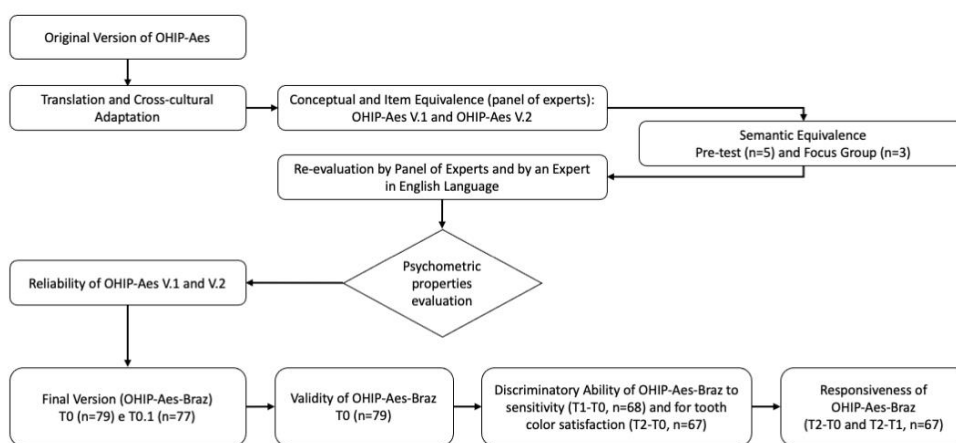 Original Version of OHIP-Aes
Translation and Cross-cultural
Adaptation
Conceptual and Item Equivalence (panel of experts):
OHIP-Aes V.1 and OHIP-Aes V.2
Semantic Equivalence
Pre-test (n=5) and Focus Group (n=3)
Re-evaluation by Panel of Experts and by an Expert
in English Language
Psychometric
properties
evaluation
Reliability of OHIP-Aes V.1 and V.2
Final Version (OHIP-Aes-Braz)
T0 (n=79) e T0.1 (n=77)
Validity of OHIP-Aes-Braz
T0 (n=79)
Discriminatory Ability of OHIP-Aes-Braz to
sensitivity (T1-T0, n=68) and for tooth
color satisfaction (T2-T0, n=67)
Responsiveness of
OHIP-Aes-Braz
(T2-T0 and T2-T1, n=67)